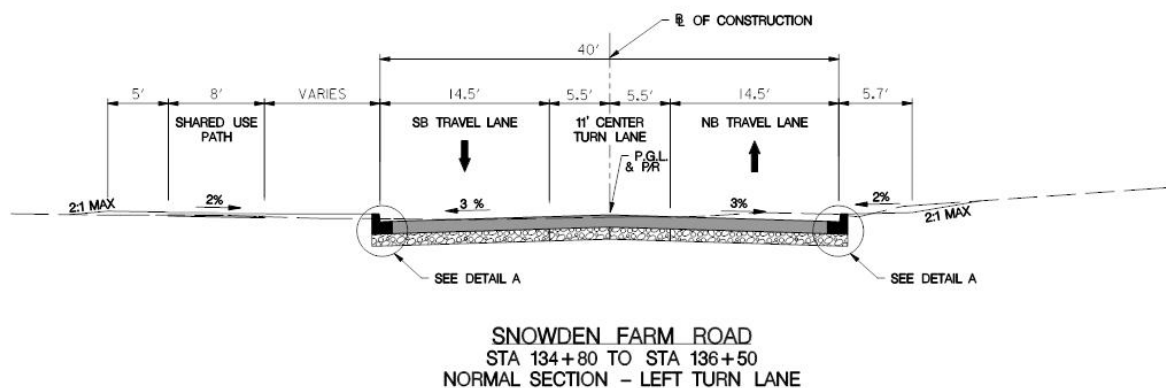 ℄ OF CONSTRUCTION
40'
5' 8' VARIES 14.5' 5.5' 5.5' 14.5' 5.7'
SHARED USE
PATH
SB TRAVEL LANE
11' CENTER
TURN LANE
NB TRAVEL LANE
P.G.L.
& P/R
2:1 MAX
2%
3 %
3%
2%
2:1 MAX
SEE DETAIL A
SEE DETAIL A
SNOWDEN FARM ROAD
STA 134+80 TO STA 136+50
NORMAL SECTION - LEFT TURN LANE